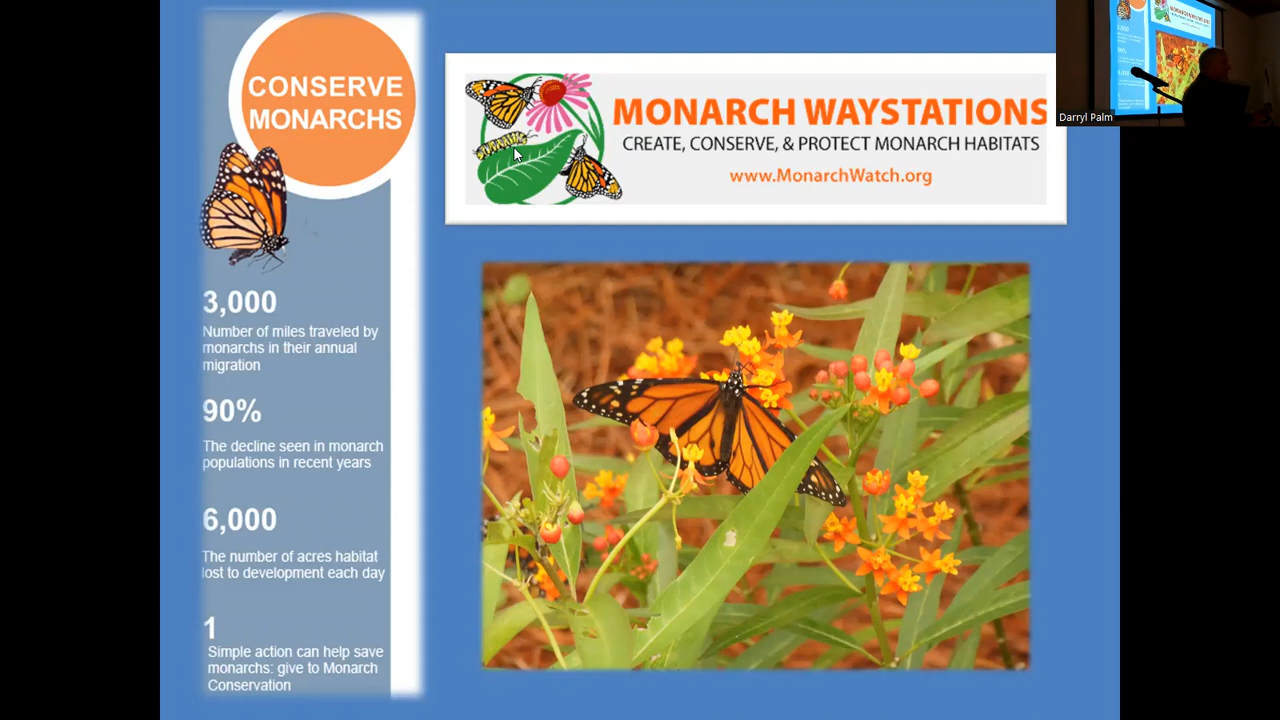 CONSERVE
MONARCHS
3,000
Number of miles traveled by
monarchs in their annual
migration
90%
The decline seen in monarch
populations in recent years
6,000
The number of acres habitat
lost to development each day
1
Simple action can help save
monarchs: give to Monarch
Conservation
MONARCH WAYSTATIONS
CREATE, CONSERVE, & PROTECT MONARCH HABITATS
www.MonarchWatch.org
Darryl Palm